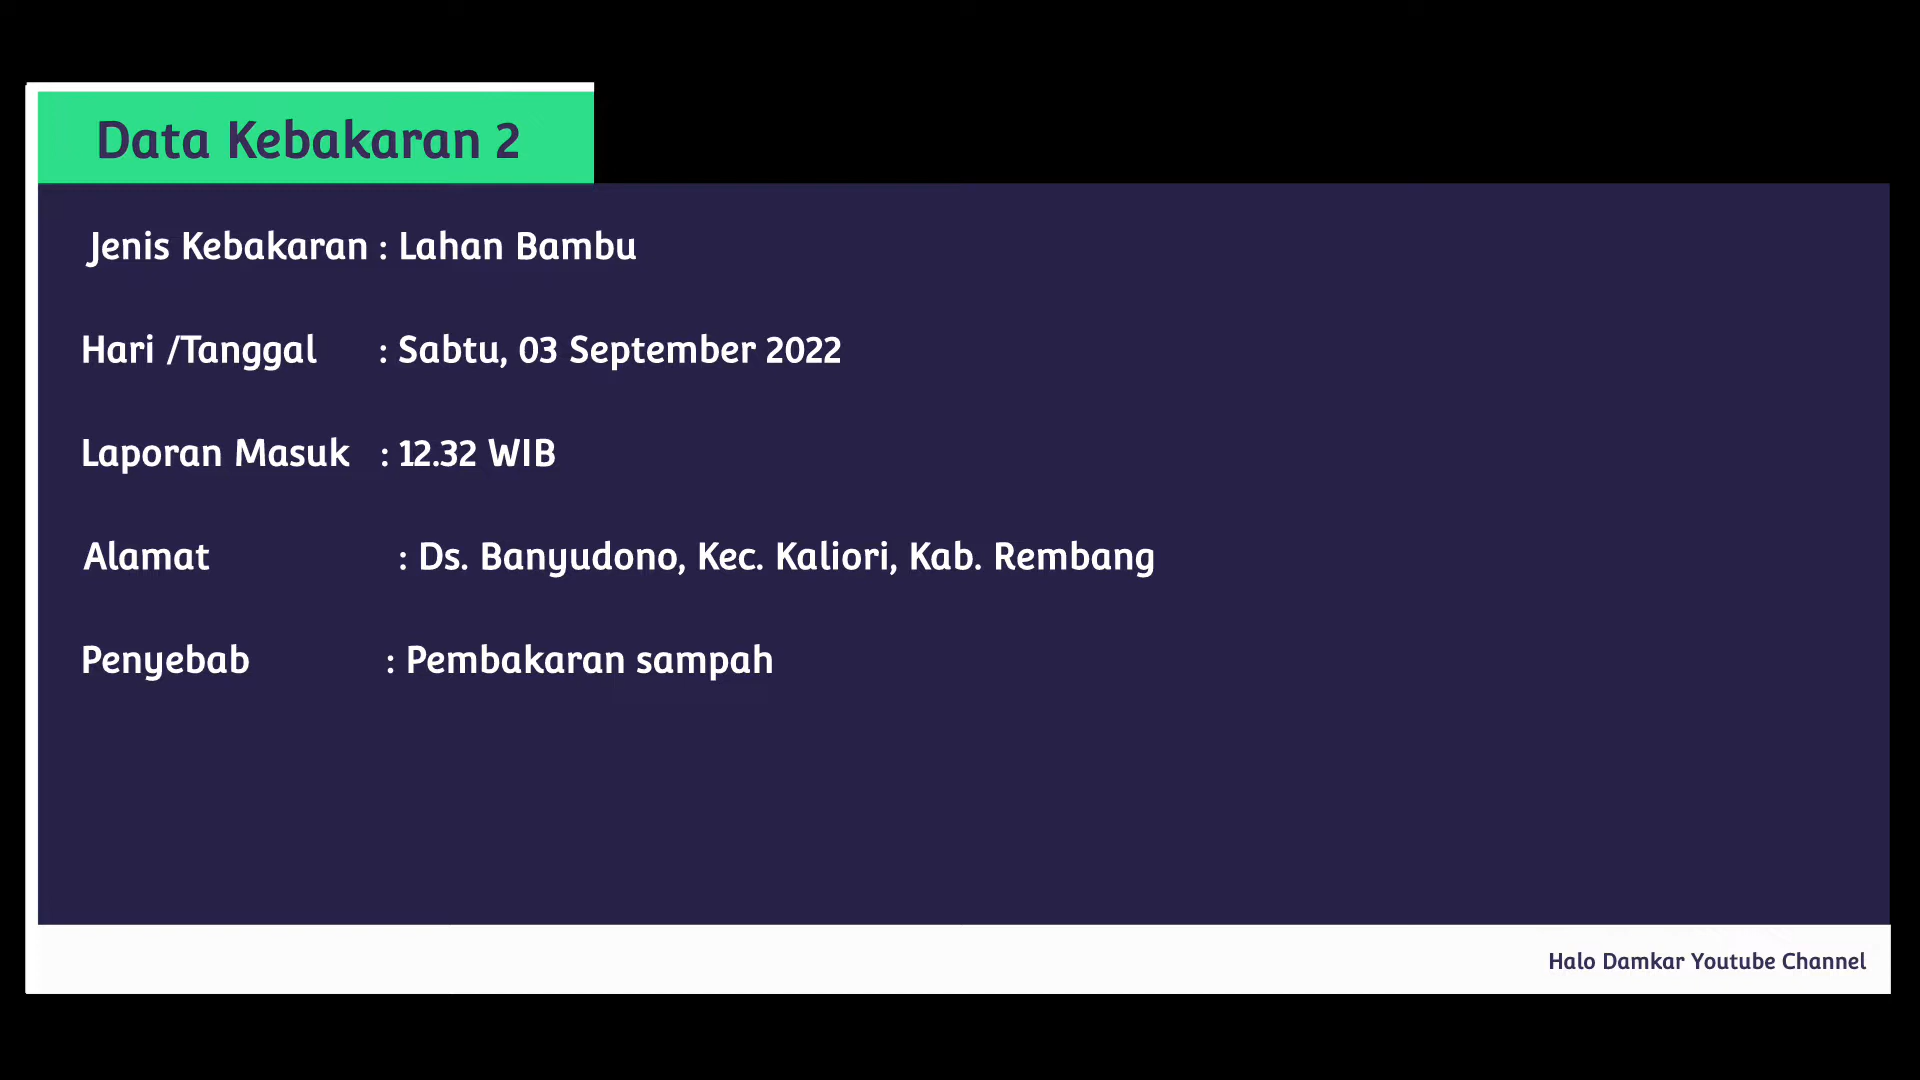 Data Kebakaran 2
Jenis Kebakaran : Lahan Bambu
Hari /Tanggal : Sabtu, 03 September 2022
Laporan Masuk : 12.32 WIB
Alamat : Ds. Banyudono, Kec. Kaliori, Kab. Rembang
Penyebab : Pembakaran sampah
Halo Damkar Youtube Channel